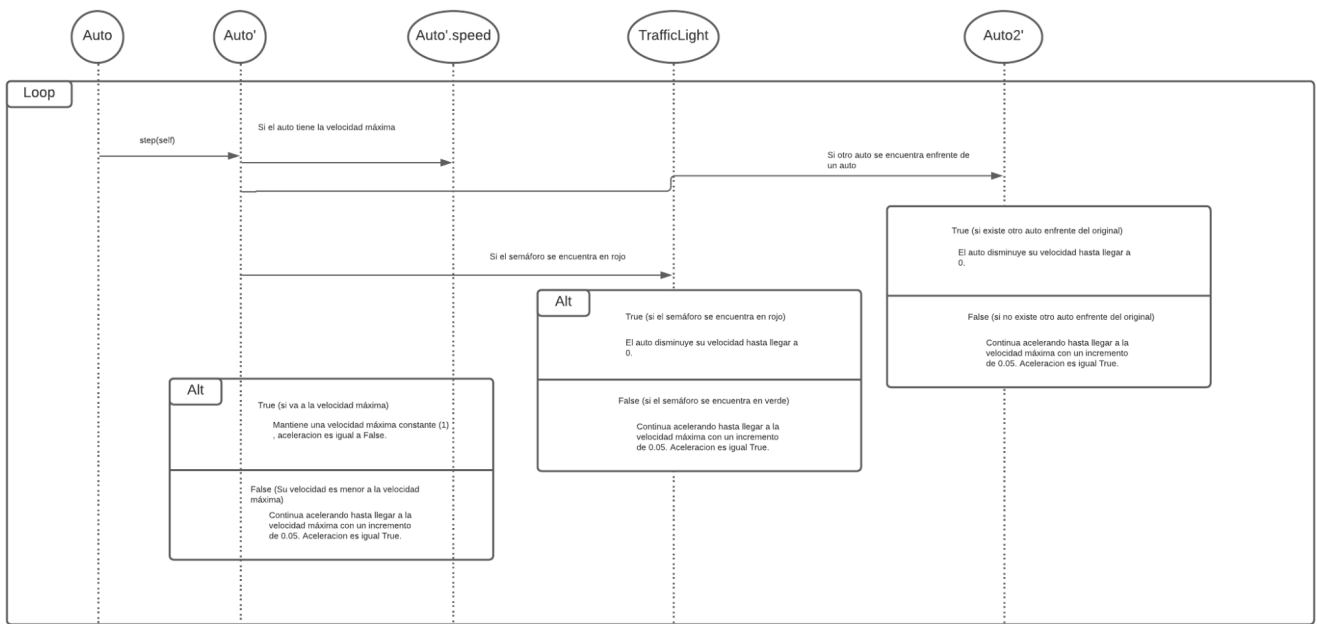 Auto
Auto'
Auto'.speed
TrafficLight
Auto2'
Loop
Si el auto tiene la velocidad máxima
step(self)
Si otro auto se encuentra enfrente de
un auto
True (si existe otro auto enfrente del original)
El auto disminuye su velocidad hasta llegar a
0.
False (si no existe otro auto enfrente del original)
Continua acelerando hasta llegar a la
velocidad máxima con un incremento
de 0.05. Aceleracion es igual True.
Si el semáforo se encuentra en rojo
Alt
True (si el semáforo se encuentra en rojo)
El auto disminuye su velocidad hasta llegar a
0.
False (si el semáforo se encuentra en verde)
Continua acelerando hasta llegar a la
velocidad máxima con un incremento
de 0.05. Aceleracion es igual True.
Alt
True (si va a la velocidad máxima)
Mantiene una velocidad máxima constante (1)
, aceleracion es igual a False.
False (Su velocidad es menor a la velocidad
máxima)
Continua acelerando hasta llegar a la
velocidad máxima con un incremento
de 0.05. Aceleracion es igual True.